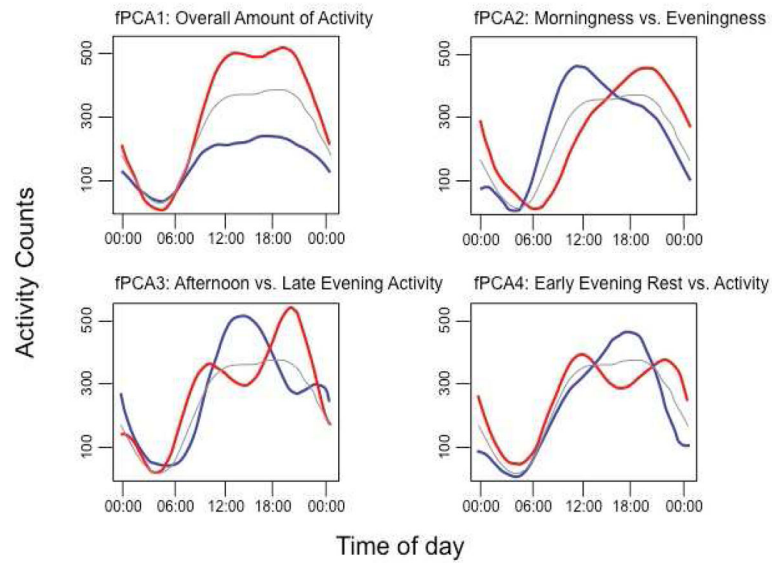 fPCA1: Overall Amount of Activity
fPCA2: Morningness vs. Eveningness
500
300
100
00:00 06:00 12:00 18:00 00:00
500
300
100
00:00 06:00 12:00 18:00 00:00
fPCA3: Afternoon vs. Late Evening Activity
fPCA4: Early Evening Rest vs. Activity
500
300
100
00:00 06:00 12:00 18:00 00:00
500
300
100
00:00 06:00 12:00 18:00 00:00
Activity Counts
Time of day